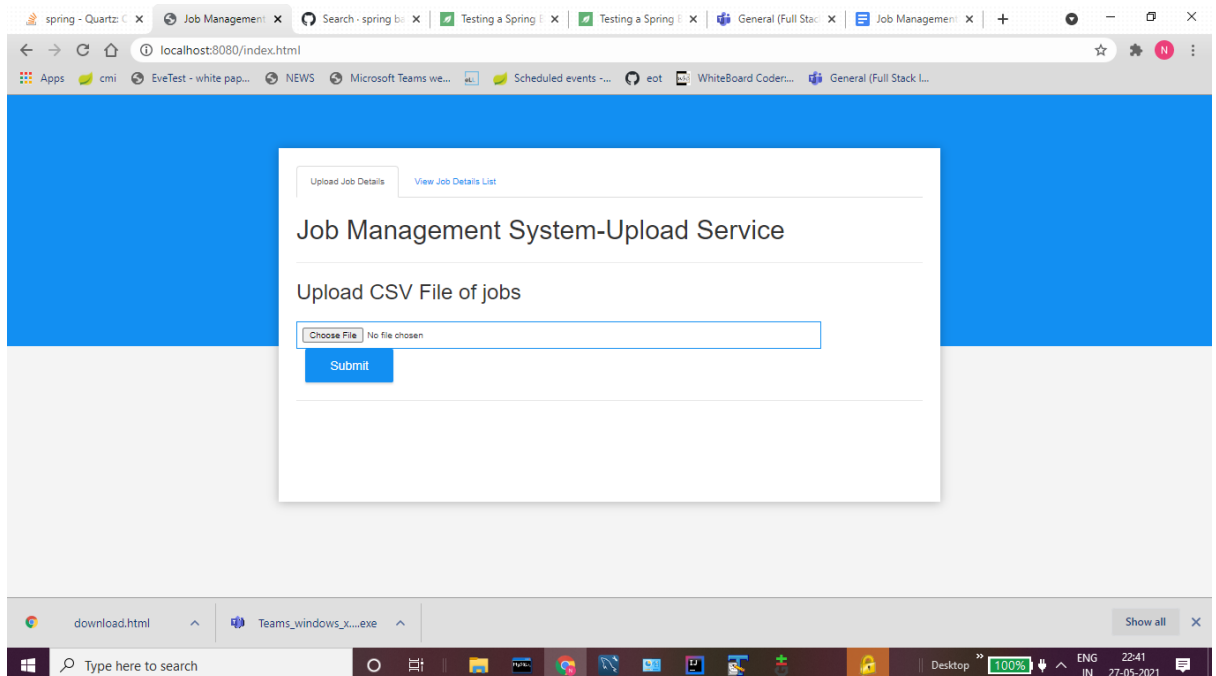 spring - Quartz: C
Job Management
Search · spring ba
Testing a Spring B
Testing a Spring B
General (Full Stac
Job Management
localhost:8080/index.html
N
Apps
cmi
EveTest - white pap...
NEWS
Microsoft Teams we...
Scheduled events -...
eot
WhiteBoard Coder:...
General (Full Stack I...
Upload Job Details
View Job Details List
Job Management System-Upload Service
Upload CSV File of jobs
Choose File No file chosen
Submit
download.html
Teams_windows_x....exe
Show all
Type here to search
Desktop
100%
ENG
IN
22:41
27-05-2021